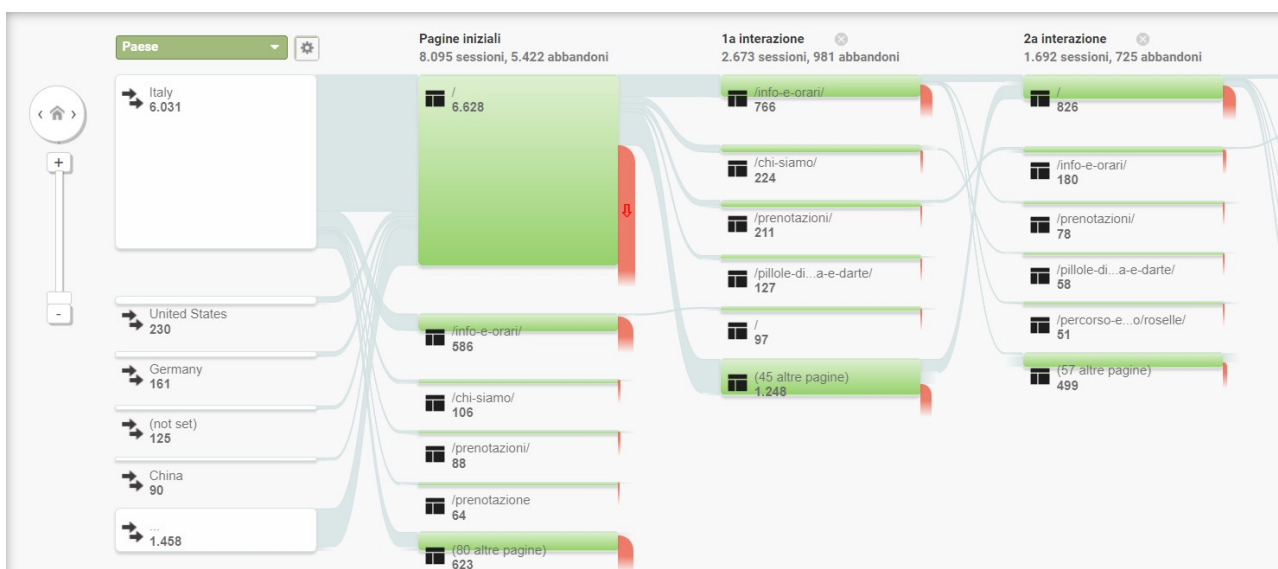 Paese
Italy
6.031
United States
230
Germany
161
(not set)
125
China
90
...
1.458
+
-
Pagine iniziali
8.095 sessioni, 5.422 abbandoni
/
6.628
/info-e-orari/
586
/chi-siamo/
106
/prenotazioni/
88
/prenotazione
64
(80 altre pagine)
623
1a interazione
2.673 sessioni, 981 abbandoni
/info-e-orari/
766
/chi-siamo/
224
/prenotazioni/
211
/pillole-di...a-e-darte/
127
/
97
(45 altre pagine)
1.248
2a interazione
1.692 sessioni, 725 abbandoni
/
826
/info-e-orari/
180
/prenotazioni/
78
/pillole-di...a-e-darte/
58
/percorso-e...o/roselle/
51
(57 altre pagine)
499